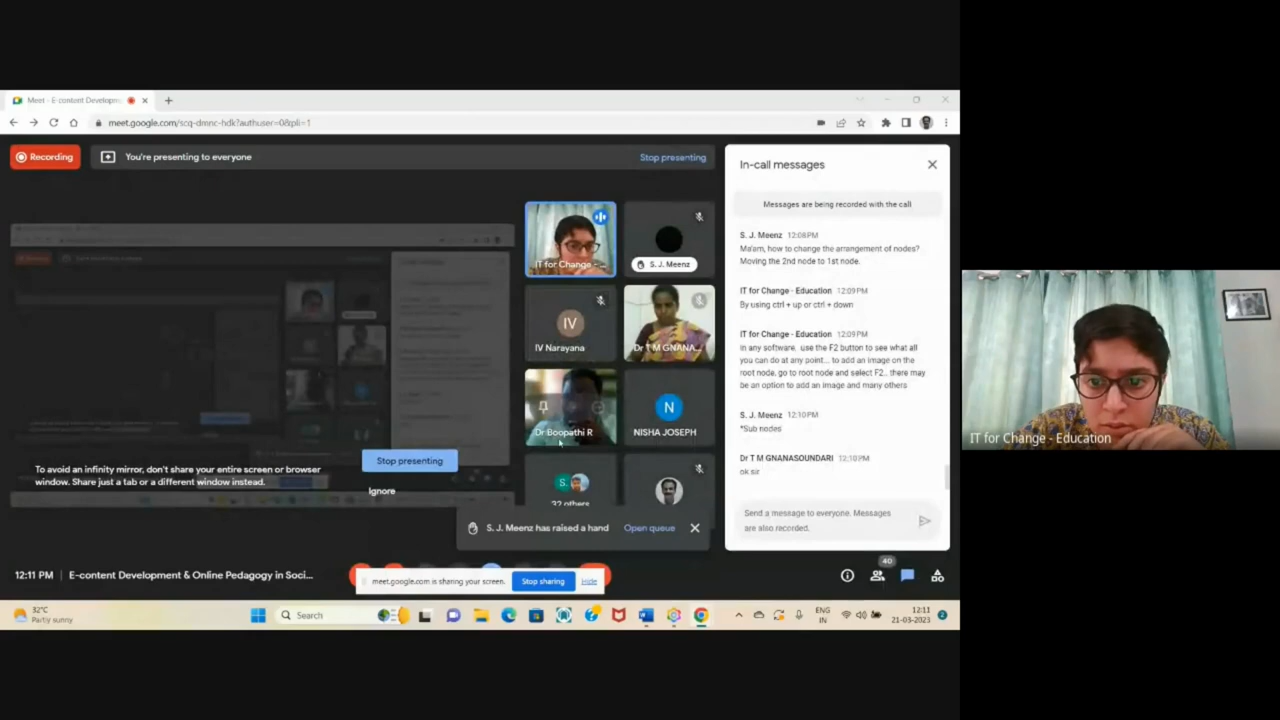 Meet - E-content Developm
meet.google.com/scq-dmnc-hdk?authuser=0&pli=1
Recording
You're presenting to everyone
Stop presenting
In-call messages
Messages are being recorded with the call
S. J. Meenz 12:08 PM
Ma'am, how to change the arrangement of nodes?
Moving the 2nd node to 1st node.
IT for Change - Education 12:09 PM
By using ctrl + up or ctrl + down
IT for Change - Education 12:09 PM
in any software, use the F2 button to see what all
you can do at any point... to add an image on the
root node, go to root node and select F2.. there may
be an option to add an image and many others
S. J. Meenz 12:10 PM
*Sub nodes
Dr T M GNANASOUNDARI 12:10 PM
ok sir
Send a message to everyone. Messages
are also recorded.
IT for Change - ...
S. J. Meenz
IV
IV Narayana
Dr T M GNANA...
Dr Boopathi R
N
NISHA JOSEPH
S.
32 others
To avoid an infinity mirror, don't share your entire screen or browser
window. Share just a tab or a different window instead.
Stop presenting
Ignore
S. J. Meenz has raised a hand
Open queue
40
12:11 PM | E-content Development & Online Pedagogy in Soci...
meet.google.com is sharing your screen.
Stop sharing
Hide
32°C
Partly sunny
Search
ENG
IN
12:11
21-03-2023
2
IT for Change - Education